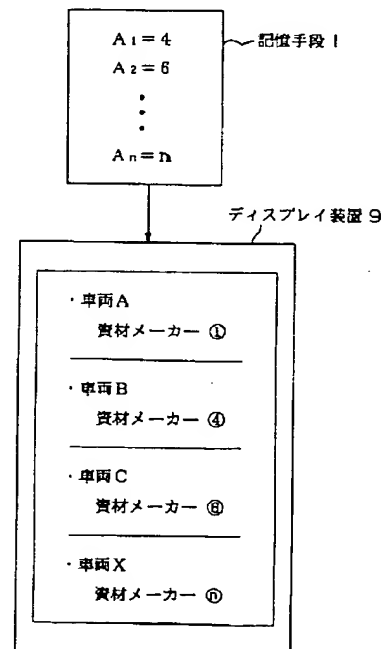 A1=4
A2=6
・
・
・
An=n
記憶手段1
ディスプレイ装置9
・車両A
資材メーカー ①
・車両B
資材メーカー ④
・車両C
資材メーカー ⑥
・車両X
資材メーカー ⓝ